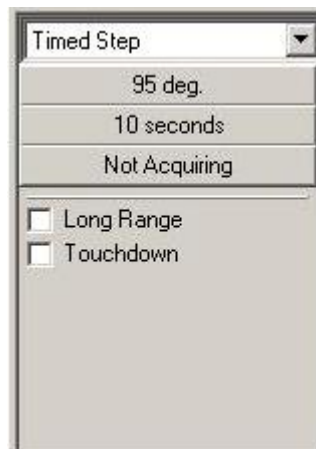 Timed Step
95 deg.
10 seconds
Not Acquiring
Long Range
Touchdown